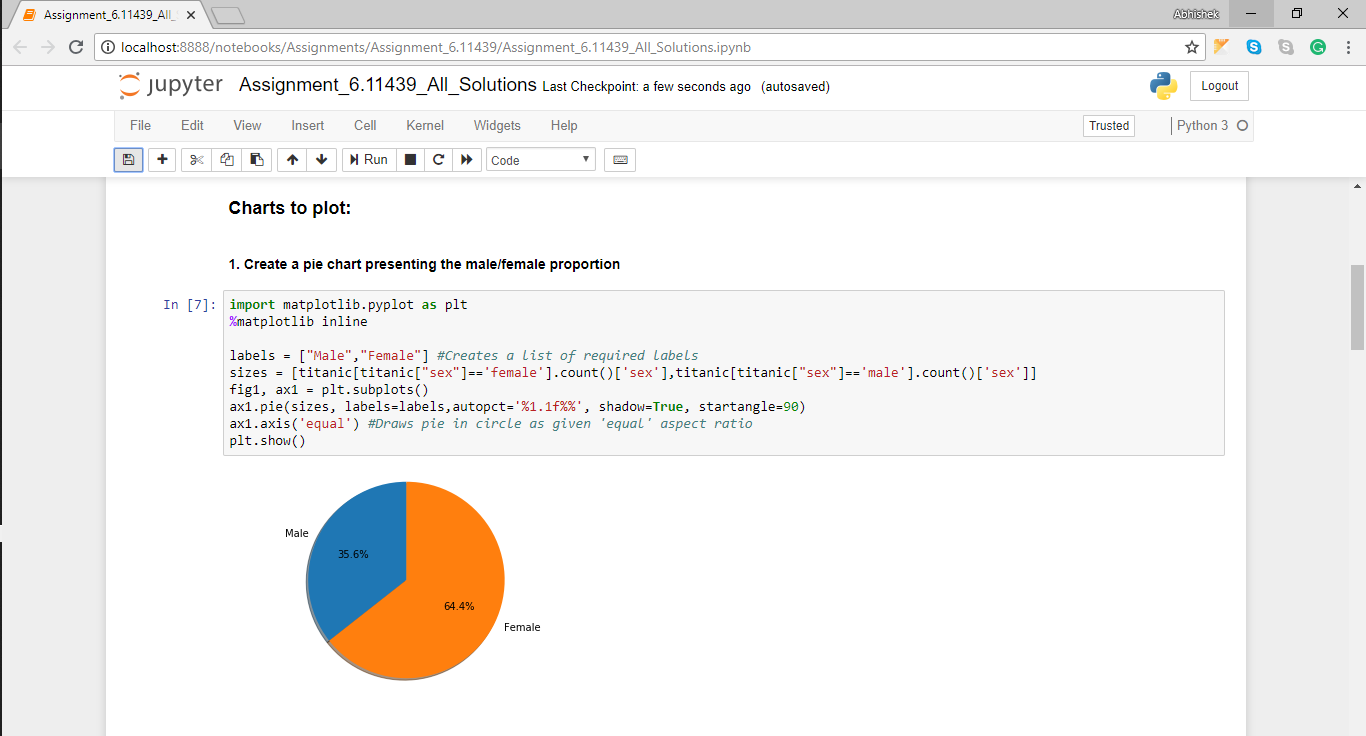 Assignment_6.11439_All_
Abhishek
localhost:8888/notebooks/Assignments/Assignment_6.11439/Assignment_6.11439_All_Solutions.ipynb
jupyter Assignment_6.11439_All_Solutions Last Checkpoint: a few seconds ago (autosaved)
Logout
File Edit View Insert Cell Kernel Widgets Help
Trusted
Python 3
Run
Code
Charts to plot:
1. Create a pie chart presenting the male/female proportion
In [7]:
import matplotlib.pyplot as plt
%matplotlib inline
labels = ["Male","Female"] #Creates a list of required labels
sizes = [titanic[titanic["sex"]=='female'].count()['sex'],titanic[titanic["sex"]=='male'].count()['sex']]
fig1, ax1 = plt.subplots()
ax1.pie(sizes, labels=labels,autopct='%1.1f%%', shadow=True, startangle=90)
ax1.axis('equal') #Draws pie in circle as given 'equal' aspect ratio
plt.show()
Male
35.6%
64.4%
Female